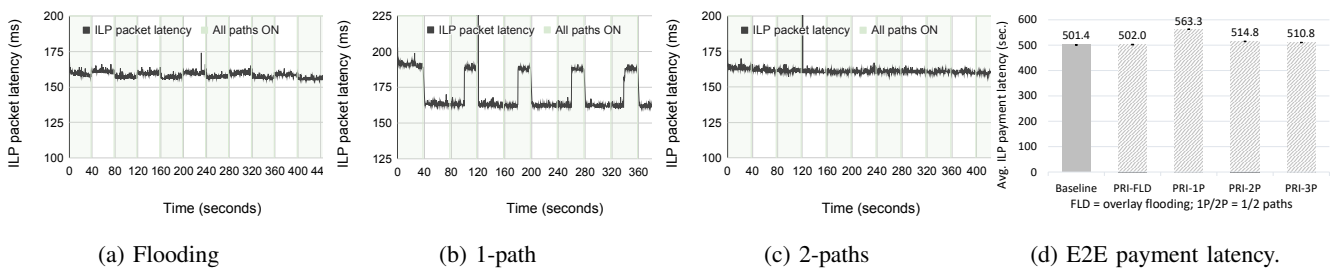 ILP packet latency (ms)
200
175
150
125
100
ILP packet latency
All paths ON
0 40 80 120 160 200 240 280 320 360 400 44
Time (seconds)
(a) Flooding
ILP packet latency (ms)
225
200
175
150
125
ILP packet latency
All paths ON
0 40 80 120 160 200 240 280 320 360
Time (seconds)
(b) 1-path
ILP packet latency (ms)
200
175
150
125
100
ILP packet latency
All paths ON
0 40 80 120 160 200 240 280 320 360 400
Time (seconds)
(c) 2-paths
Avg. ILP payment latency (sec.)
600
500
400
300
200
100
0
501.4 502.0 563.3 514.8 510.8
Baseline PRI-FLD PRI-1P PRI-2P PRI-3P
FLD = overlay flooding; 1P/2P = 1/2 paths
(d) E2E payment latency.